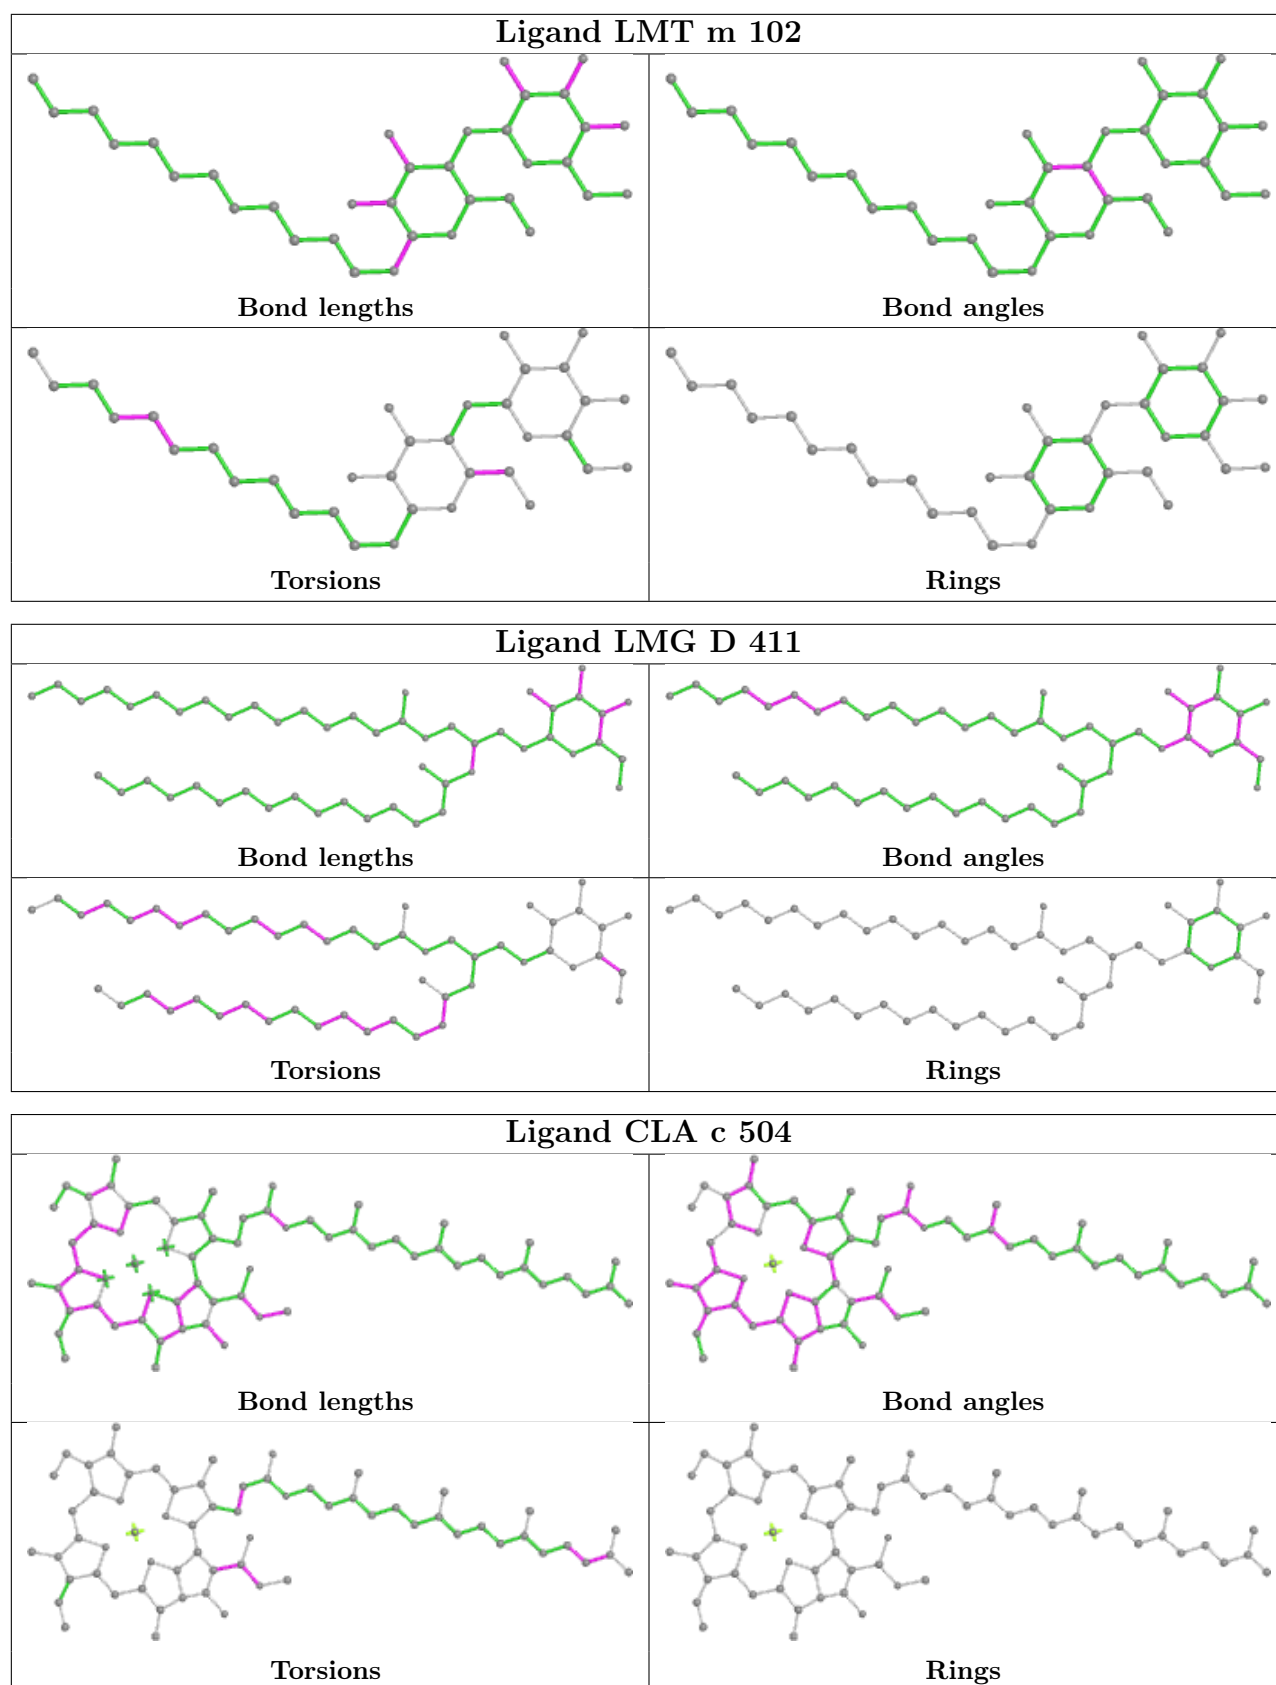 Ligand LMT m 102
Bond lengths
Bond angles
Torsions
Rings
Ligand LMG D 411
Bond lengths
Bond angles
Torsions
Rings
Ligand CLA c 504
Bond lengths
Bond angles
Torsions
Rings